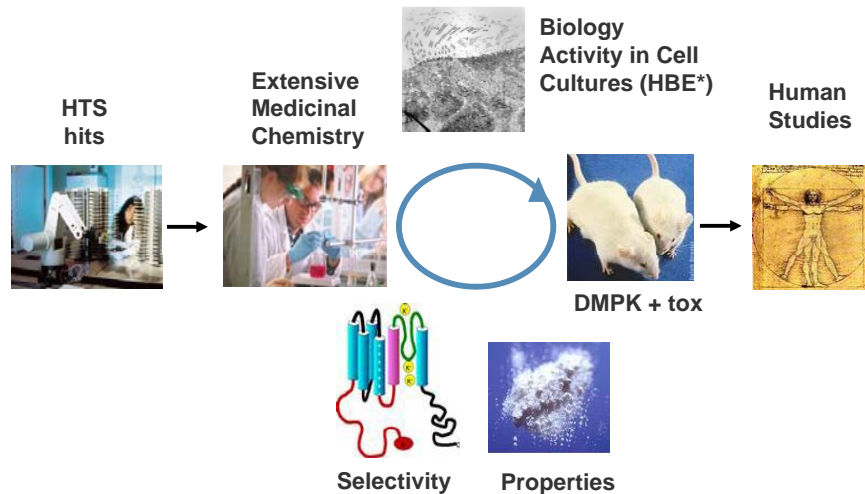 Biology
Activity in Cell
Cultures (HBE*)
Extensive
Medicinal
Chemistry
HTS
hits
Human
Studies
DMPK + tox
K+
K+
K+
Selectivity
Properties